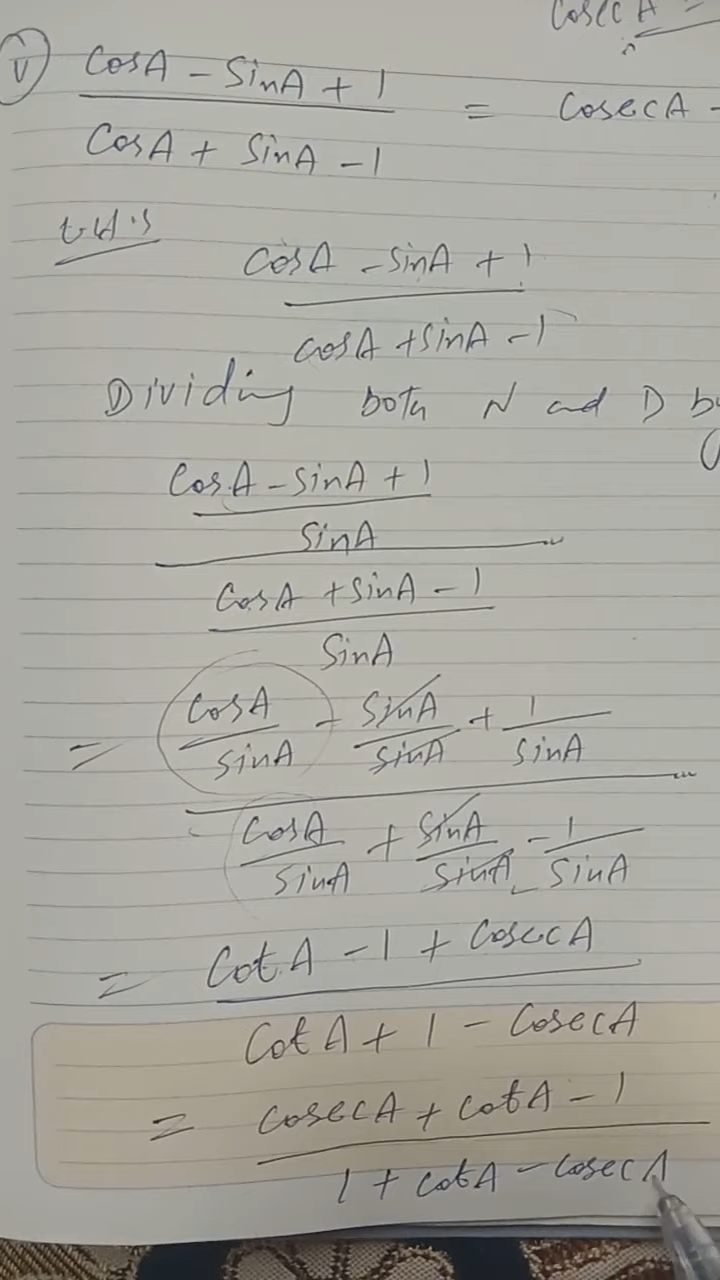 CosecA =
(V) CosA - SinA + 1 = CosecA -
CosA + SinA - 1
CosA - SinA + 1
CosA + SinA - 1
Dividing both N and D by
CosA - SinA + 1
SinA
CosA + SinA - 1
SinA
= CosA/SinA - SinA/SinA + 1/SinA
CosA/SinA + SinA/SinA - 1/SinA
= CotA - 1 + CosecA
CotA + 1 - CosecA
= CosecA + CotA - 1
1 + CotA - CosecA